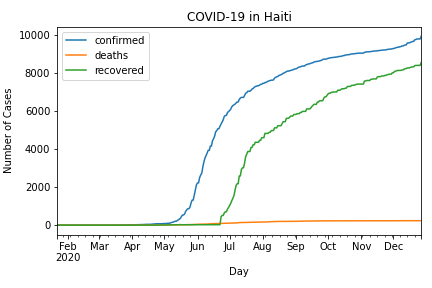 COVID-19 in Haiti
confirmed
deaths
recovered
10000
8000
6000
4000
2000
0
Number of Cases
Feb Mar Apr May Jun Jul Aug Sep Oct Nov Dec
2020
Day